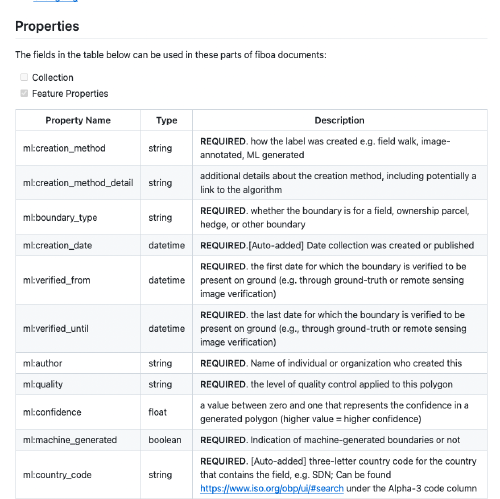 Properties
The fields in the table below can be used in these parts of fiboa documents:
Collection
Feature Properties
Property Name Type Description
ml:creation_method string REQUIRED. how the label was created e.g. field walk, image-
annotated, ML generated
ml:creation_method_detail string additional details about the creation method, including potentially a
link to the algorithm
ml:boundary_type string REQUIRED. whether the boundary is for a field, ownership parcel,
hedge, or other boundary
ml:creation_date datetime REQUIRED.[Auto-added] Date collection was created or published
ml:verified_from datetime REQUIRED. the first date for which the boundary is verified to be
present on ground (e.g. through ground-truth or remote sensing
image verification)
ml:verified_until datetime REQUIRED. the last date for which the boundary is verified to be
present on ground (e.g., through ground-truth or remote sensing
image verification)
ml:author string REQUIRED. Name of individual or organization who created this
ml:quality string REQUIRED. the level of quality control applied to this polygon
ml:confidence float a value between zero and one that represents the confidence in a
generated polygon (higher value = higher confidence)
ml:machine_generated boolean REQUIRED. Indication of machine-generated boundaries or not
ml:country_code string REQUIRED. [Auto-added] three-letter country code for the country
that contains the field, e.g. SDN; Can be found
https://www.iso.org/obp/ui/#search under the Alpha-3 code column